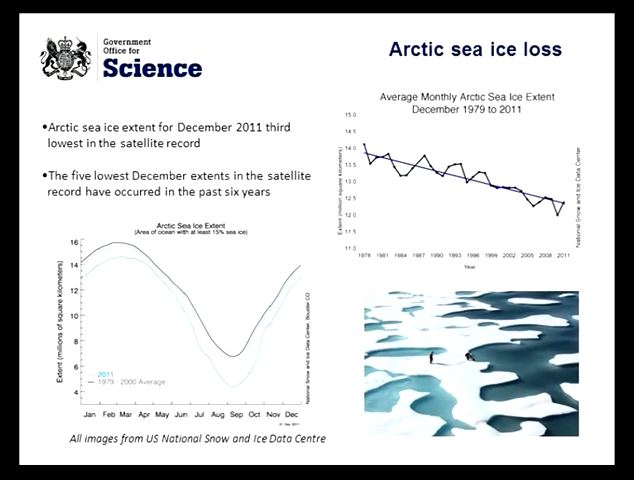 Government
Office for
Science
Arctic sea ice loss
•Arctic sea ice extent for December 2011 third
lowest in the satellite record
•The five lowest December extents in the satellite
record have occurred in the past six years
Average Monthly Arctic Sea Ice Extent
December 1979 to 2011
Extent (million square kilometers)
15.0
14.5
14.0
13.5
13.0
12.5
12.0
11.5
11.0
1978 1981 1984 1987 1990 1993 1996 1999 2002 2005 2008 2011
Year
National Snow and Ice Data Center
Arctic Sea Ice Extent
(Area of ocean with at least 15% sea ice)
Extent (millions of square kilometers)
16
14
12
10
8
6
4
2011
1979 - 2000 Average
Jan Feb Mar Apr May Jun Jul Aug Sep Oct Nov Dec
National Snow and Ice Data Center, Boulder CO
All images from US National Snow and Ice Data Centre